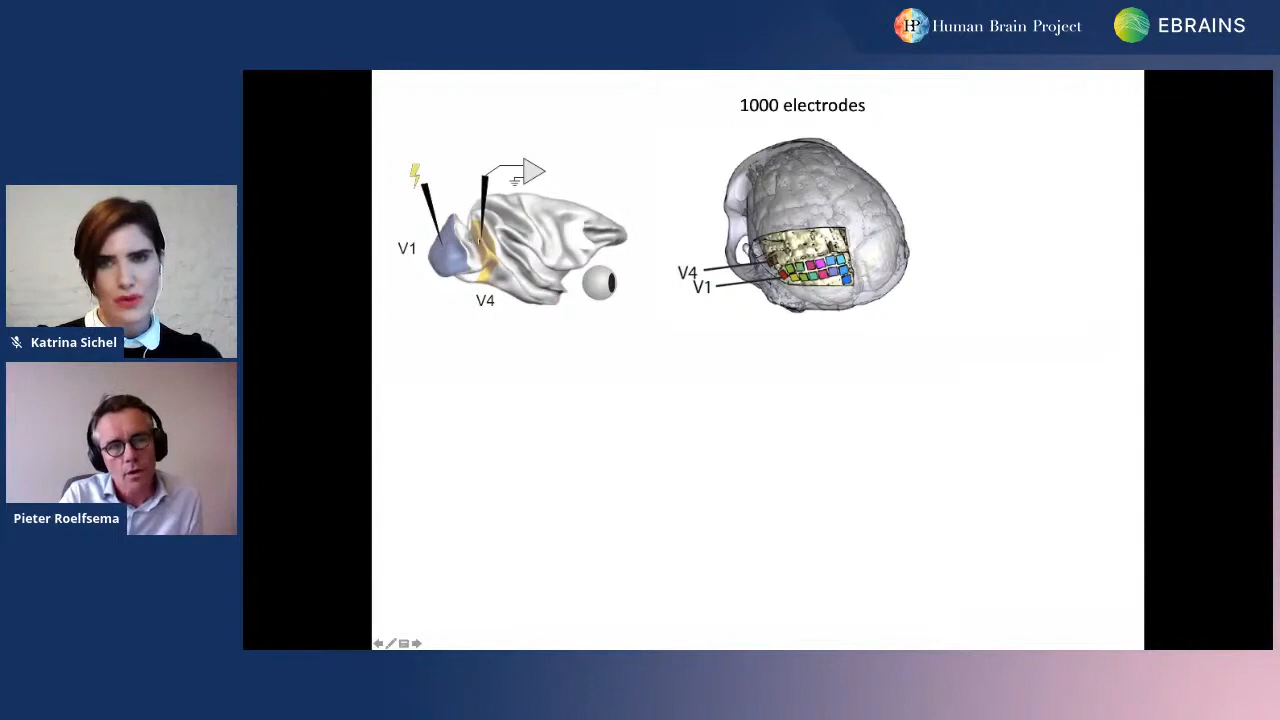 Human Brain Project
EBRAINS
1000 electrodes
V1
V4
V4
V1
Katrina Sichel
Pieter Roelfsema